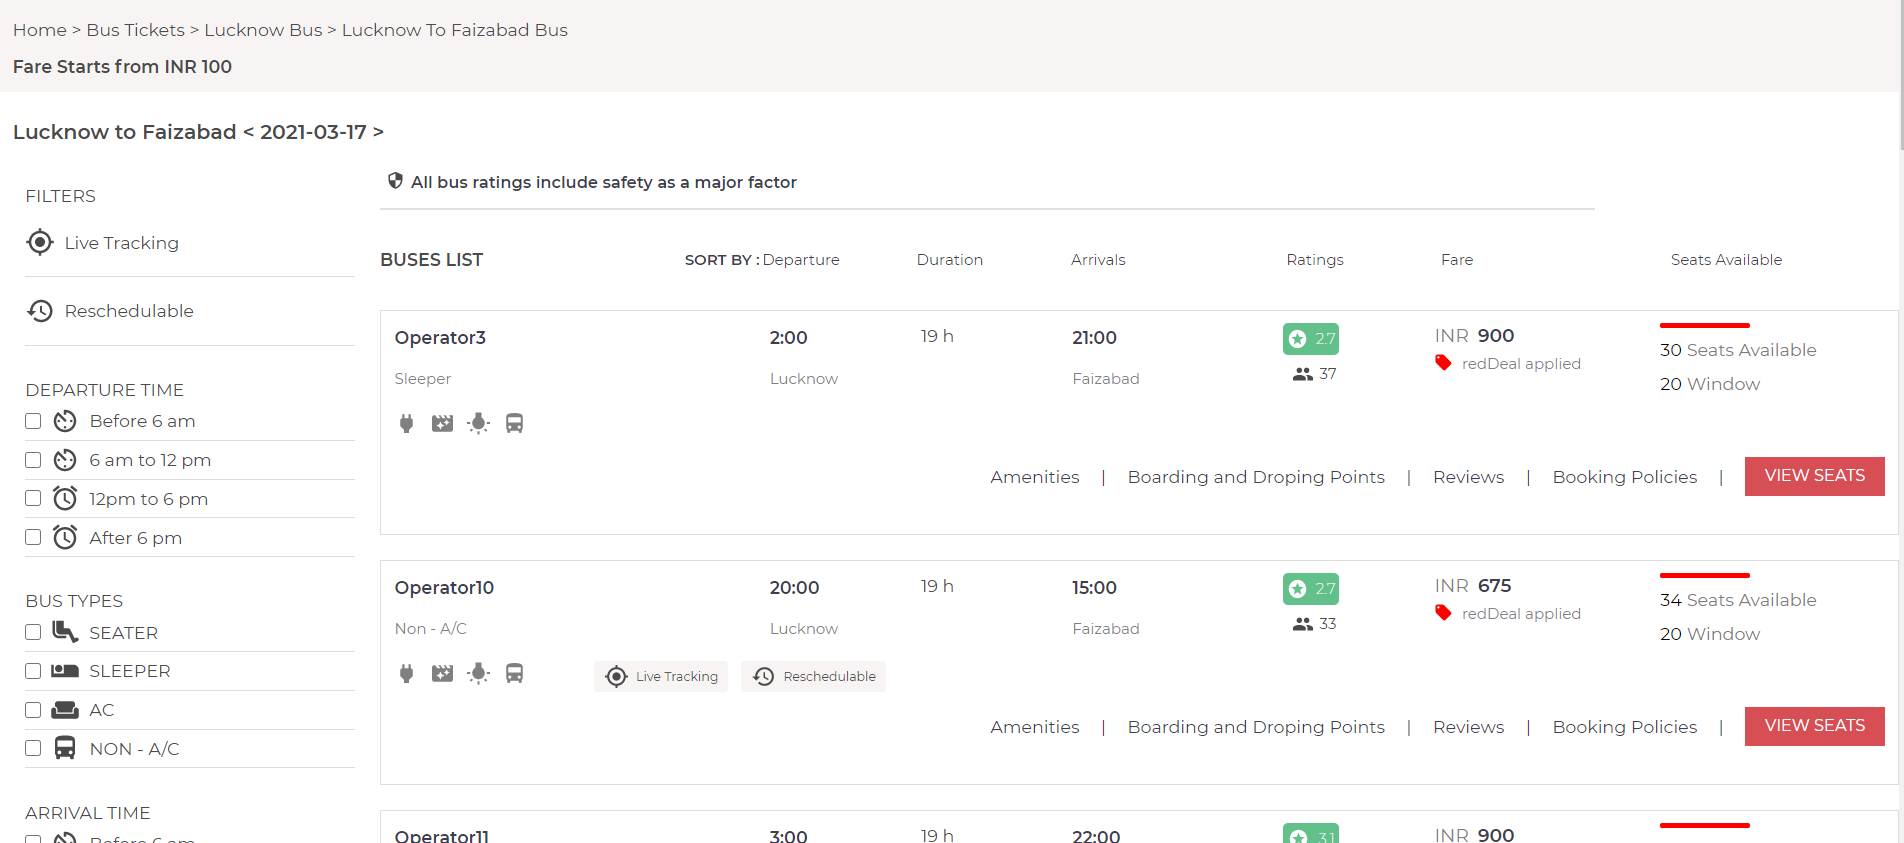 Home > Bus Tickets > Lucknow Bus > Lucknow To Faizabad Bus
Fare Starts from INR 100
Lucknow to Faizabad < 2021-03-17 >
FILTERS
Live Tracking
Reschedulable
DEPARTURE TIME
Before 6 am
6 am to 12 pm
12pm to 6 pm
After 6 pm
BUS TYPES
SEATER
SLEEPER
AC
NON - A/C
ARRIVAL TIME
Before 6 am
All bus ratings include safety as a major factor
BUSES LIST SORT BY : Departure Duration Arrivals Ratings Fare Seats Available
Operator3 2:00 19 h 21:00 2.7 INR 900 30 Seats Available
Sleeper Lucknow Faizabad 37 redDeal applied 20 Window
Amenities | Boarding and Droping Points | Reviews | Booking Policies | VIEW SEATS
Operator10 20:00 19 h 15:00 2.7 INR 675 34 Seats Available
Non - A/C Lucknow Faizabad 33 redDeal applied 20 Window
Live Tracking Reschedulable
Amenities | Boarding and Droping Points | Reviews | Booking Policies | VIEW SEATS
Operator11 3:00 19 h 22:00 3.1 INR 900